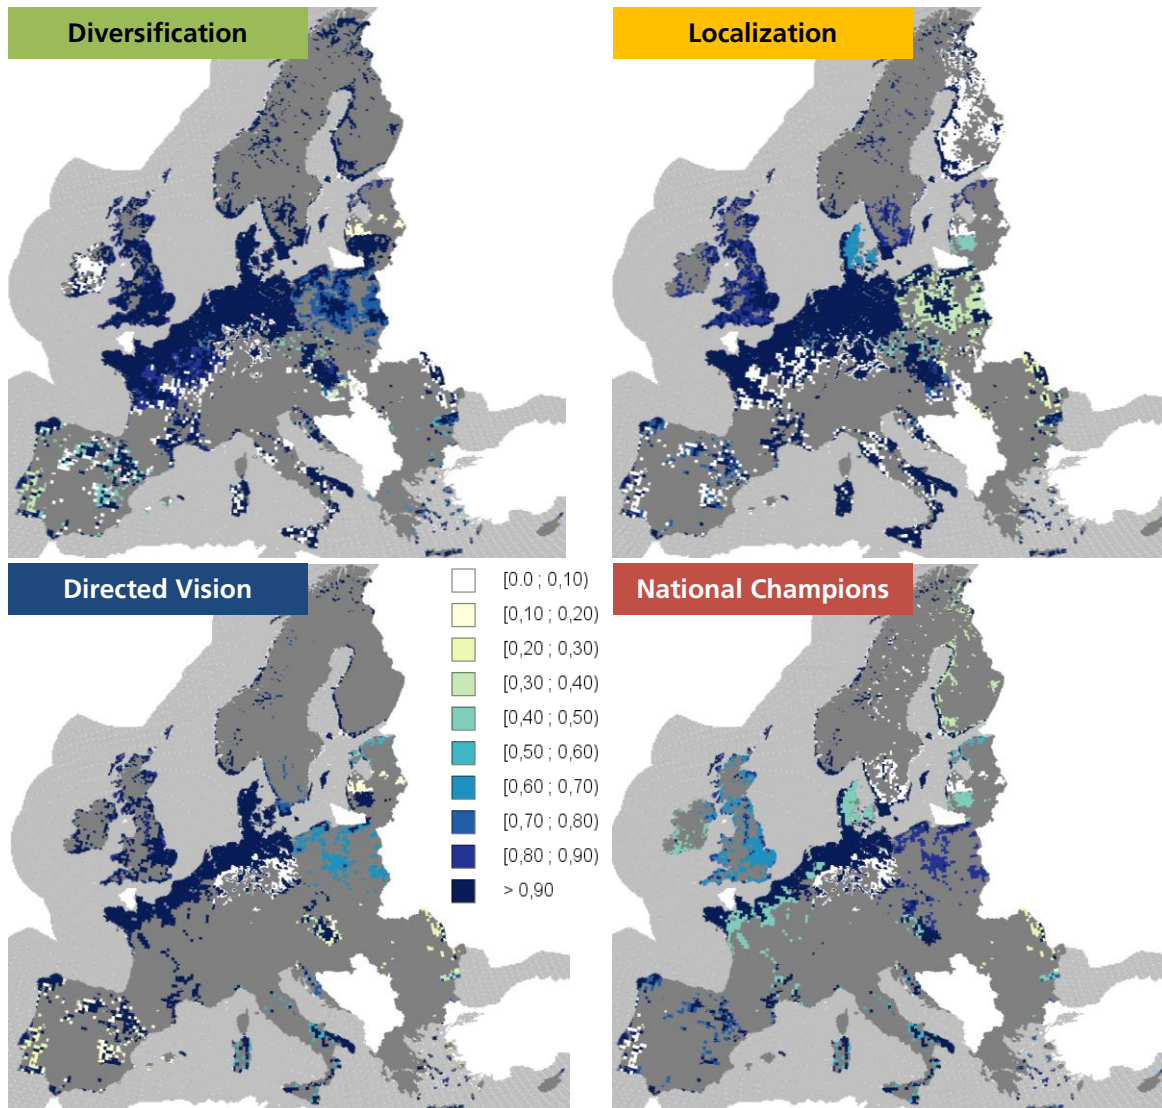 Diversification
Localization
Directed Vision
National Champions
[0.0 ; 0,10)
[0,10 ; 0,20)
[0,20 ; 0,30)
[0,30 ; 0,40)
[0,40 ; 0,50)
[0,50 ; 0,60)
[0,60 ; 0,70)
[0,70 ; 0,80)
[0,80 ; 0,90)
> 0,90